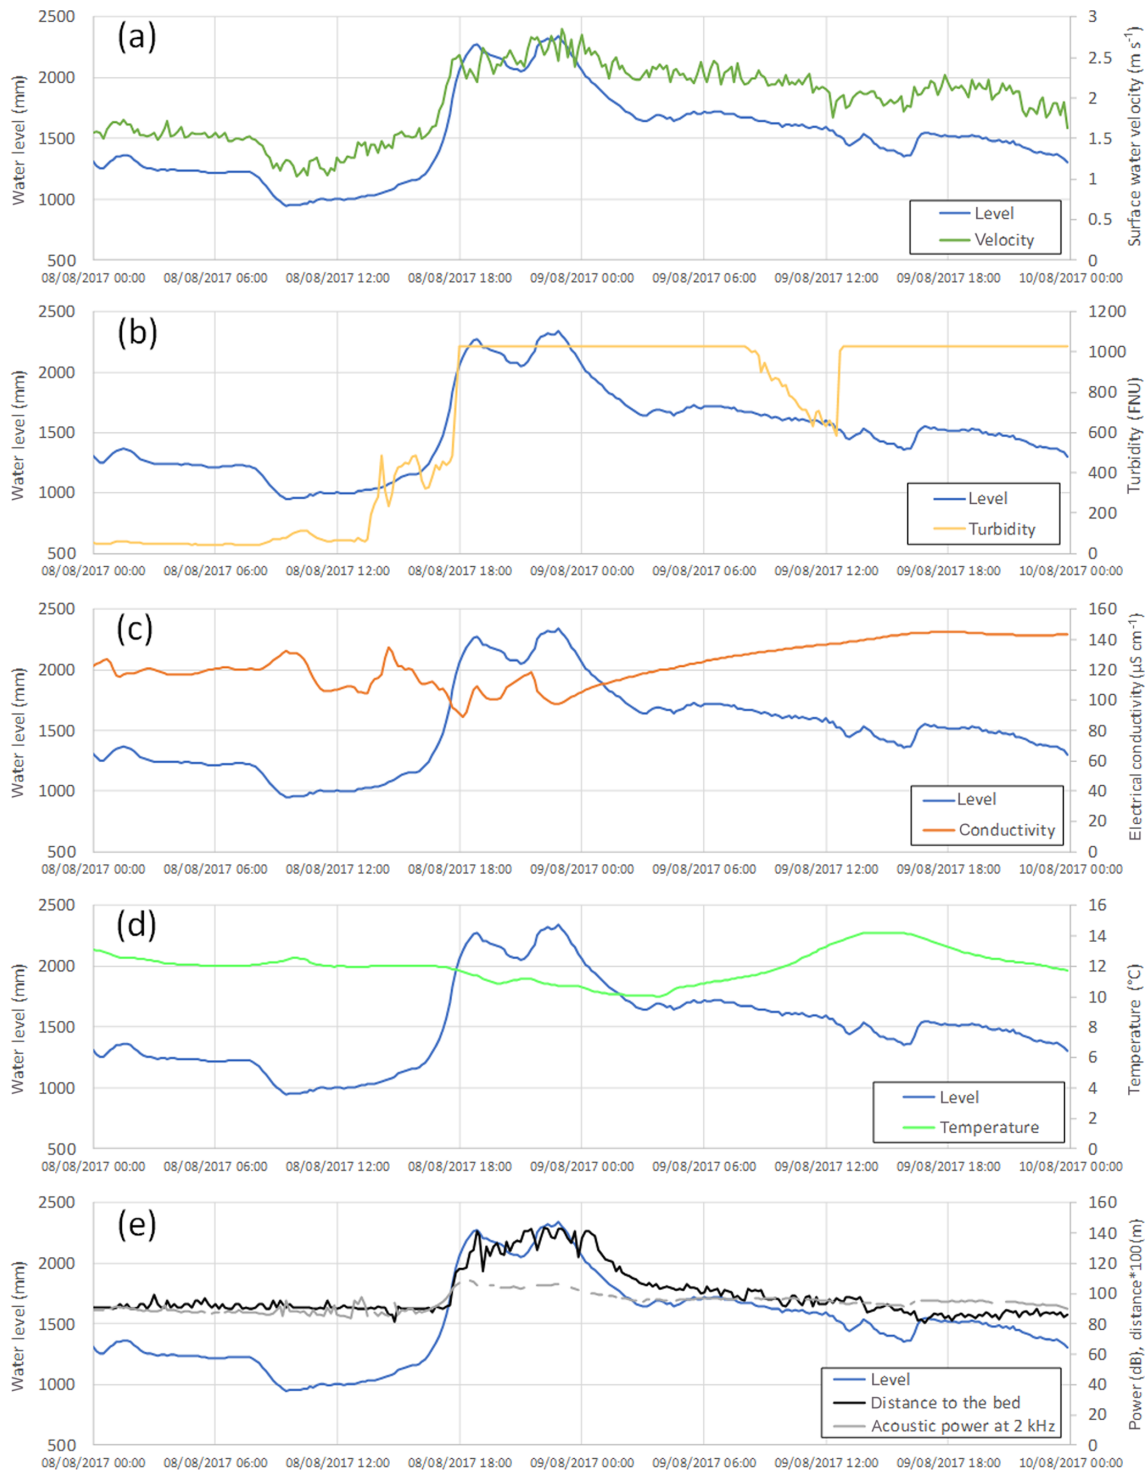 (a)
Water level (mm)
2500
2000
1500
1000
500
3
2.5
2
1.5
1
0.5
0
Surface water velocity (m s⁻¹)
Level
Velocity
08/08/2017 00:00 08/08/2017 06:00 08/08/2017 12:00 08/08/2017 18:00 09/08/2017 00:00 09/08/2017 06:00 09/08/2017 12:00 09/08/2017 18:00 10/08/2017 00:00
(b)
Water level (mm)
2500
2000
1500
1000
500
1200
1000
800
600
400
200
0
Turbidity (FNU)
Level
Turbidity
08/08/2017 00:00 08/08/2017 06:00 08/08/2017 12:00 08/08/2017 18:00 09/08/2017 00:00 09/08/2017 06:00 09/08/2017 12:00 09/08/2017 18:00 10/08/2017 00:00
(c)
Water level (mm)
2500
2000
1500
1000
500
160
140
120
100
80
60
40
20
0
Electrical conductivity (µS cm⁻¹)
Level
Conductivity
08/08/2017 00:00 08/08/2017 06:00 08/08/2017 12:00 08/08/2017 18:00 09/08/2017 00:00 09/08/2017 06:00 09/08/2017 12:00 09/08/2017 18:00 10/08/2017 00:00
(d)
Water level (mm)
2500
2000
1500
1000
500
16
14
12
10
8
6
4
2
0
Temperature (°C)
Level
Temperature
08/08/2017 00:00 08/08/2017 06:00 08/08/2017 12:00 08/08/2017 18:00 09/08/2017 00:00 09/08/2017 06:00 09/08/2017 12:00 09/08/2017 18:00 10/08/2017 00:00
(e)
Water level (mm)
2500
2000
1500
1000
500
160
140
120
100
80
60
40
20
0
Power (dB), distance*100 (m)
Level
Distance to the bed
Acoustic power at 2 kHz
08/08/2017 00:00 08/08/2017 06:00 08/08/2017 12:00 08/08/2017 18:00 09/08/2017 00:00 09/08/2017 06:00 09/08/2017 12:00 09/08/2017 18:00 10/08/2017 00:00